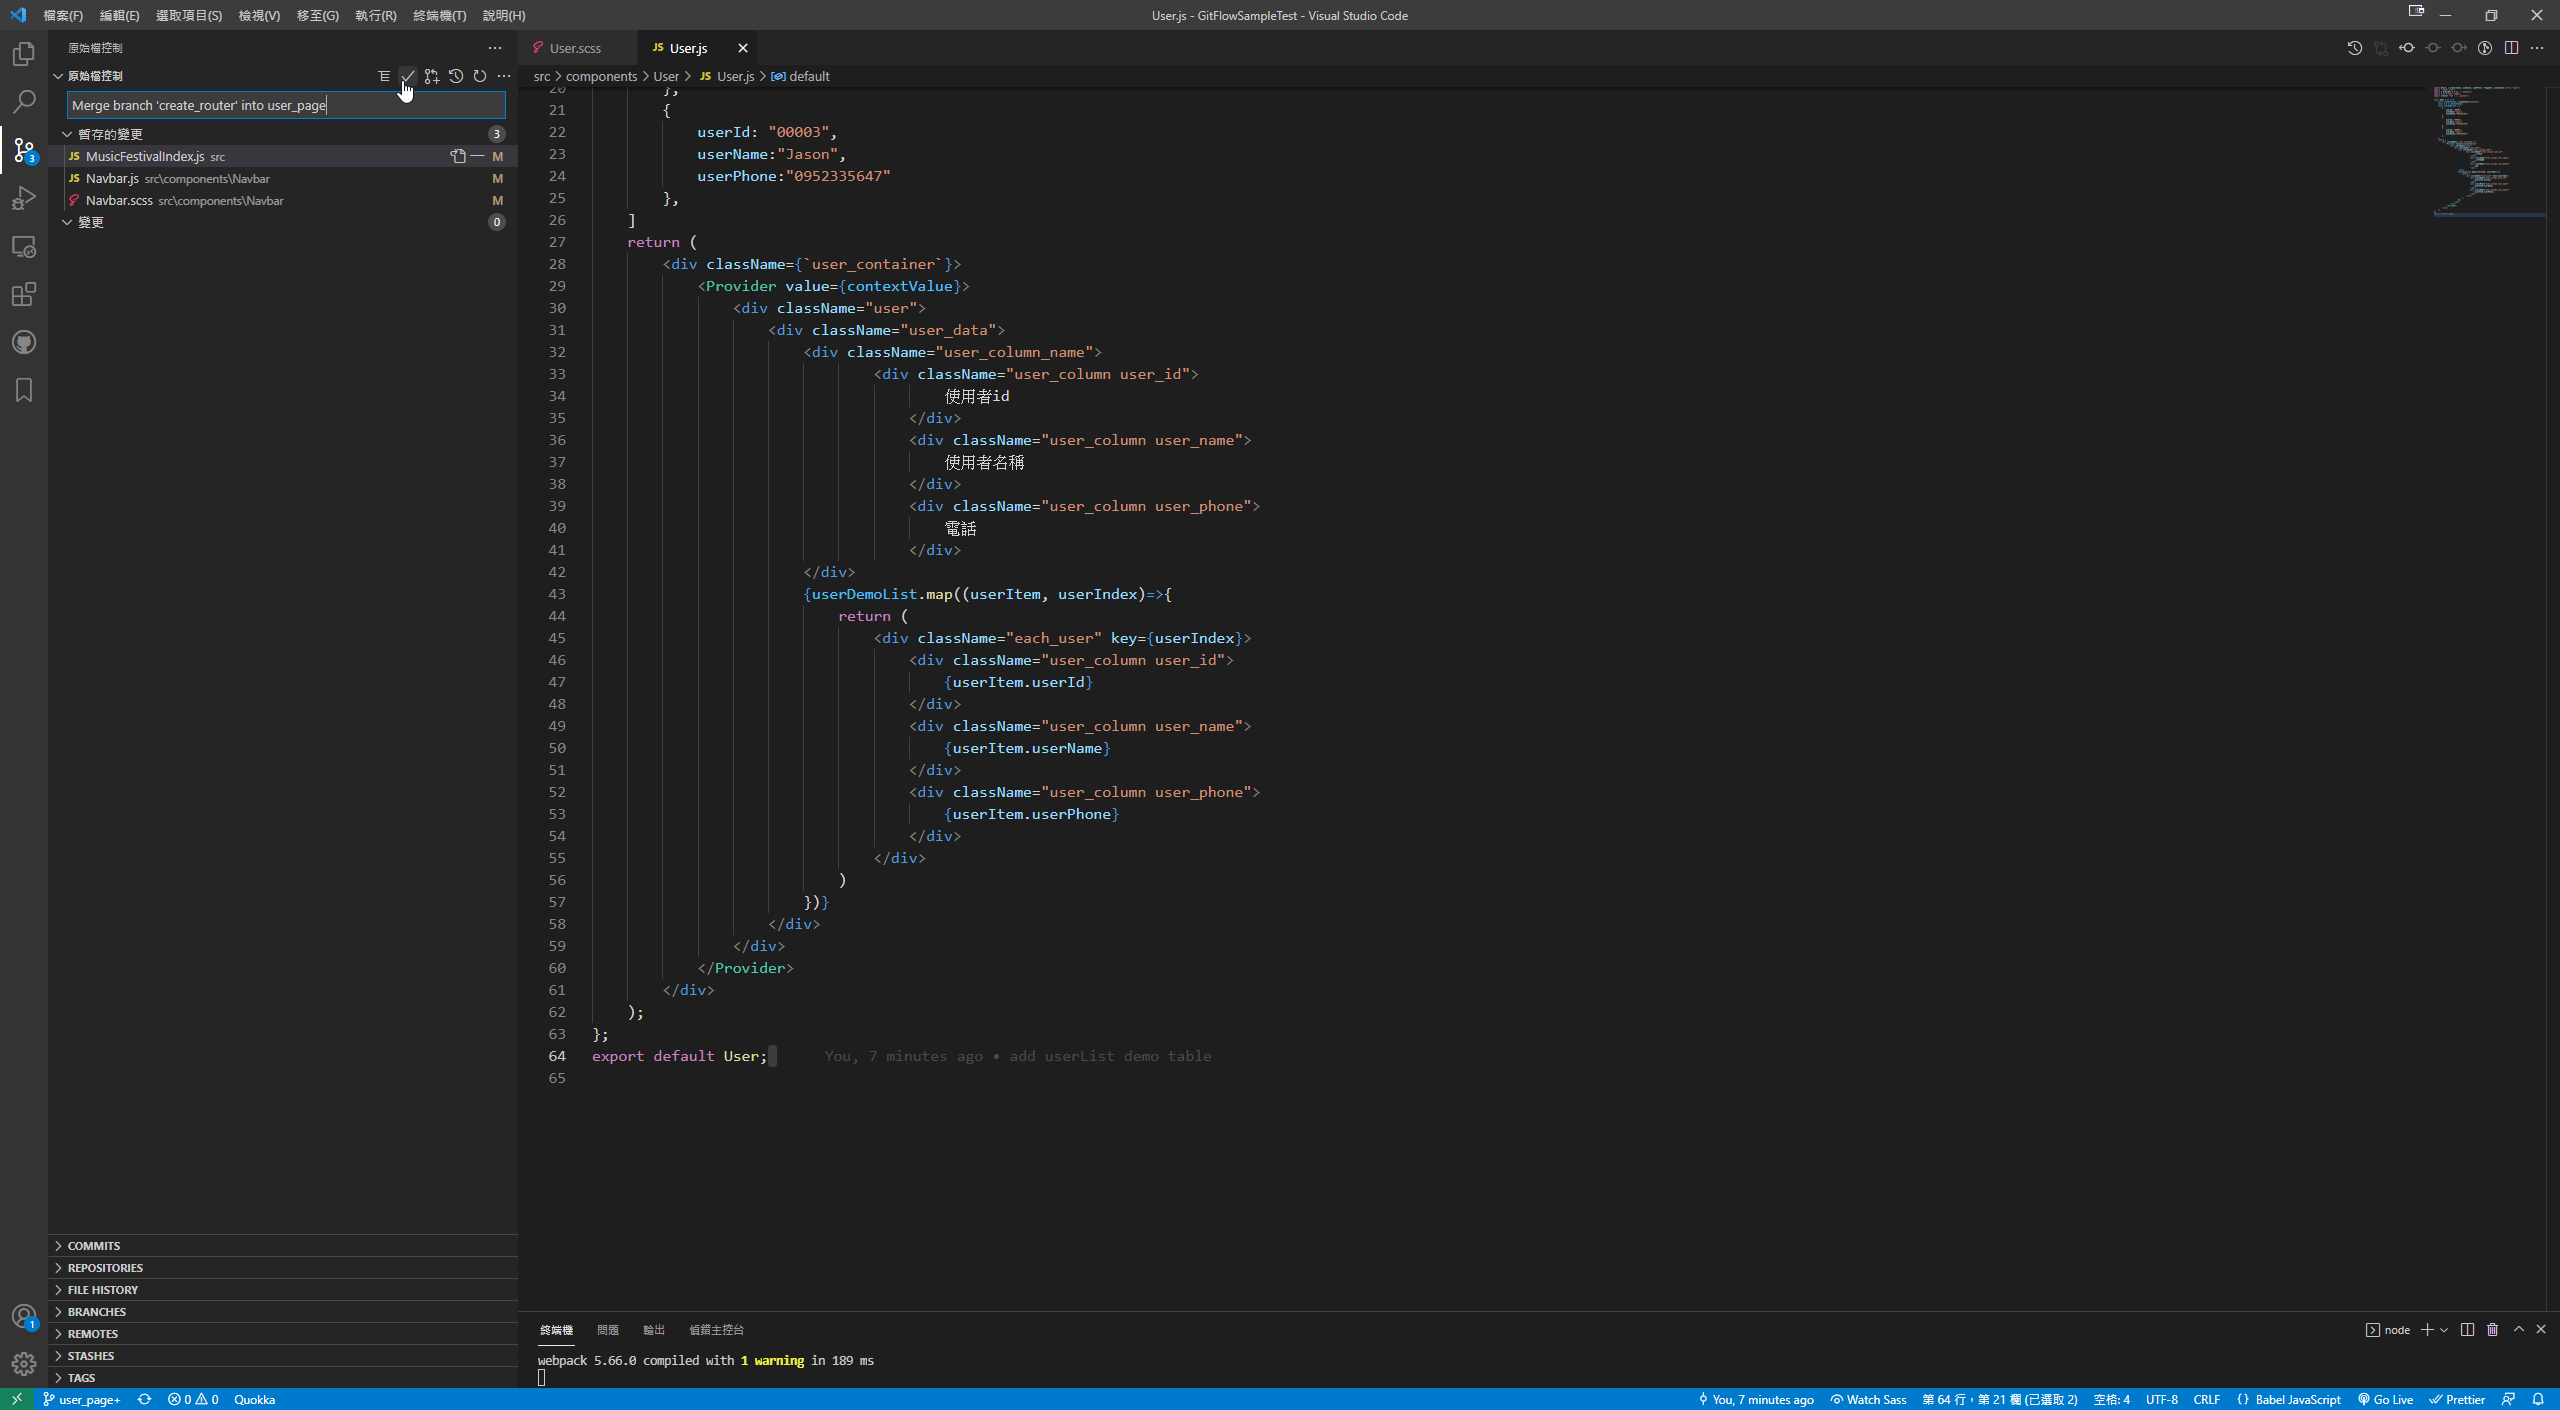 檔案(F) 編輯(E) 選取項目(S) 檢視(V) 移至(G) 執行(R) 終端機(T) 說明(H)
User.js - GitFlowSampleTest - Visual Studio Code
原始檔控制
原始檔控制
Merge branch 'create_router' into user_page
暫存的變更 3
JS MusicFestivalIndex.js src M
JS Navbar.js src\components\Navbar M
Navbar.scss src\components\Navbar M
變更 0
3
COMMITS
REPOSITORIES
FILE HISTORY
BRANCHES
REMOTES
STASHES
TAGS
1
User.scss JS User.js
src > components > User > JS User.js > default
20 },
21 {
22 userId: "00003",
23 userName:"Jason",
24 userPhone:"0952335647"
25 },
26 ]
27 return (
28 <div className={`user_container`}>
29 <Provider value={contextValue}>
30 <div className="user">
31 <div className="user_data">
32 <div className="user_column_name">
33 <div className="user_column user_id">
34 使用者id
35 </div>
36 <div className="user_column user_name">
37 使用者名稱
38 </div>
39 <div className="user_column user_phone">
40 電話
41 </div>
42 </div>
43 {userDemoList.map((userItem, userIndex)=>{
44 return (
45 <div className="each_user" key={userIndex}>
46 <div className="user_column user_id">
47 {userItem.userId}
48 </div>
49 <div className="user_column user_name">
50 {userItem.userName}
51 </div>
52 <div className="user_column user_phone">
53 {userItem.userPhone}
54 </div>
55 </div>
56 )
57 })}
58 </div>
59 </div>
60 </Provider>
61 </div>
62 );
63 };
64 export default User; You, 7 minutes ago • add userList demo table
65
終端機 問題 輸出 偵錯主控台
node
webpack 5.66.0 compiled with 1 warning in 189 ms
user_page+ 0 0 Quokka
You, 7 minutes ago Watch Sass 第 64 行，第 21 欄 (已選取 2) 空格: 4 UTF-8 CRLF {} Babel JavaScript Go Live Prettier